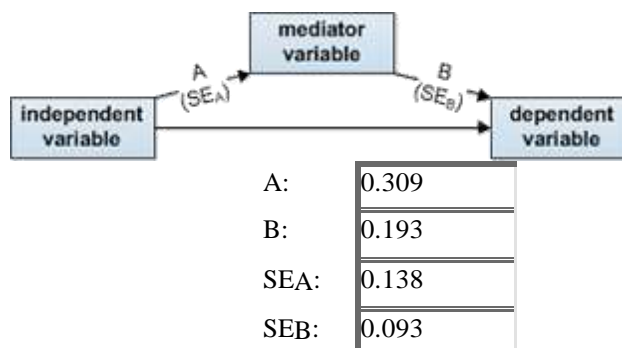 mediator
variable
A
(SEA)
B
(SEB)
independent
variable
dependent
variable
A: 0.309
B: 0.193
SEA: 0.138
SEB: 0.093